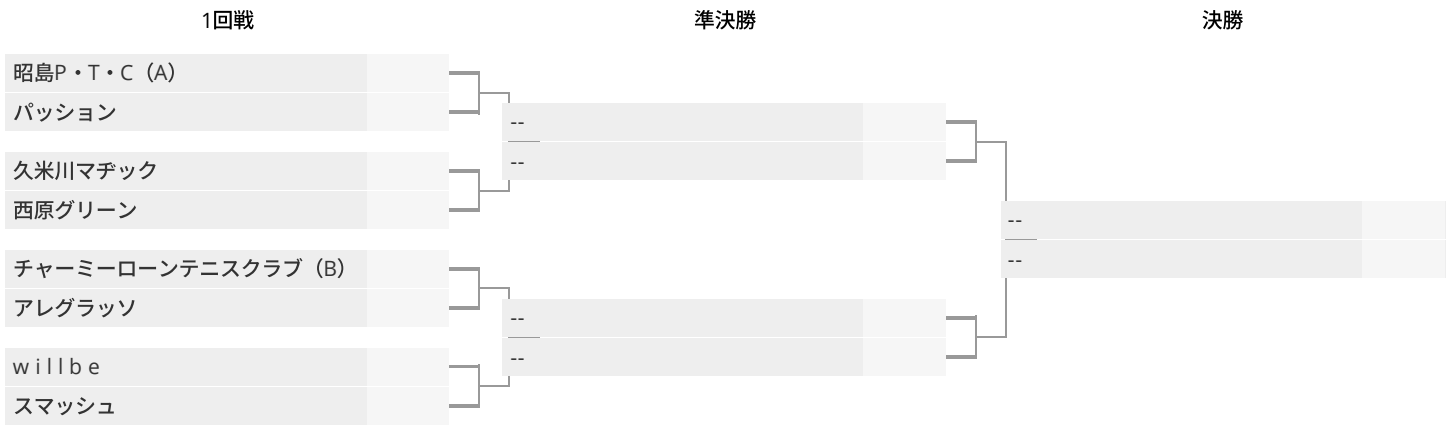 1回戦
準決勝
決勝
昭島P・T・C（A）
パッション
久米川マヂック
西原グリーン
チャーミーローンテニスクラブ（B）
アレグラッソ
ｗｉｌｌｂｅ
スマッシュ
--
--
--
--
--
--